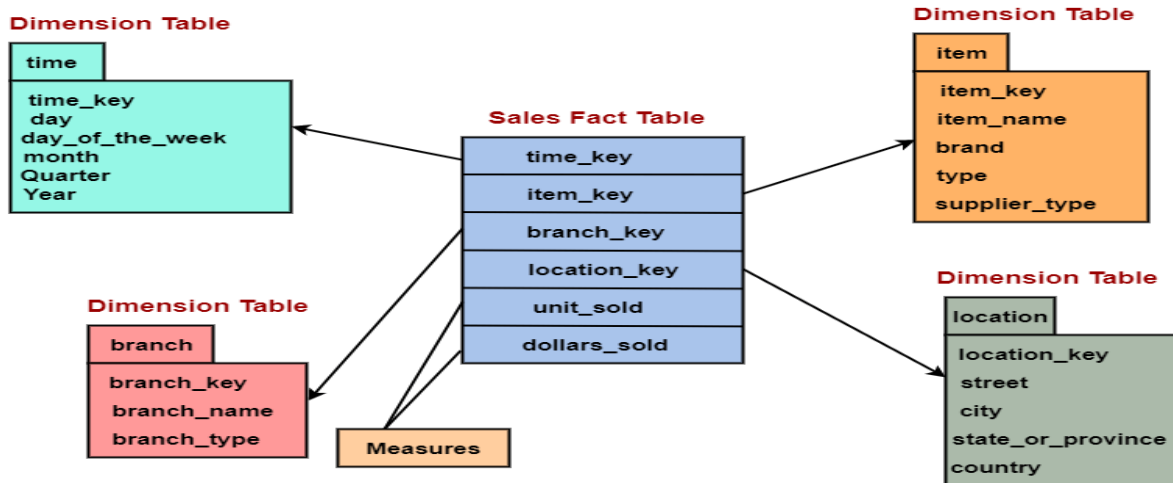 Dimension Table
time
time_key
day
day_of_the_week
month
Quarter
Year
Sales Fact Table
time_key
item_key
branch_key
location_key
unit_sold
dollars_sold
Dimension Table
item
item_key
item_name
brand
type
supplier_type
Dimension Table
branch
branch_key
branch_name
branch_type
Measures
Dimension Table
location
location_key
street
city
state_or_province
country